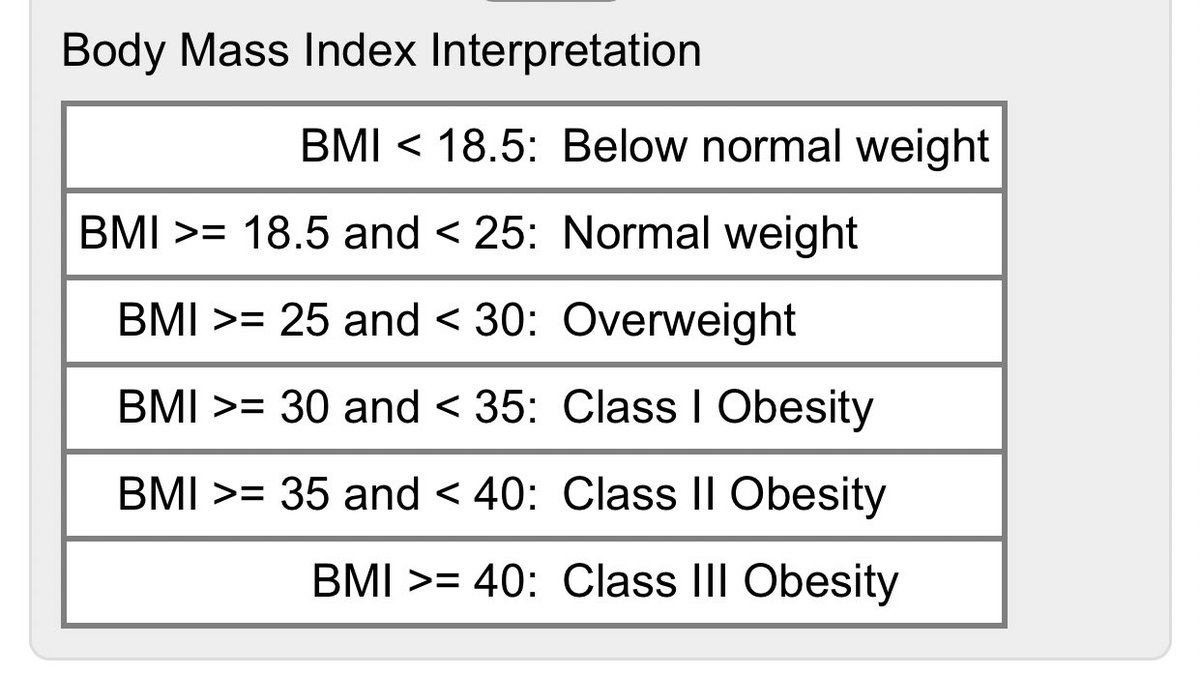 Body Mass Index Interpretation
BMI < 18.5: Below normal weight
BMI >= 18.5 and < 25: Normal weight
BMI >= 25 and < 30: Overweight
BMI >= 30 and < 35: Class I Obesity
BMI >= 35 and < 40: Class II Obesity
BMI >= 40: Class III Obesity